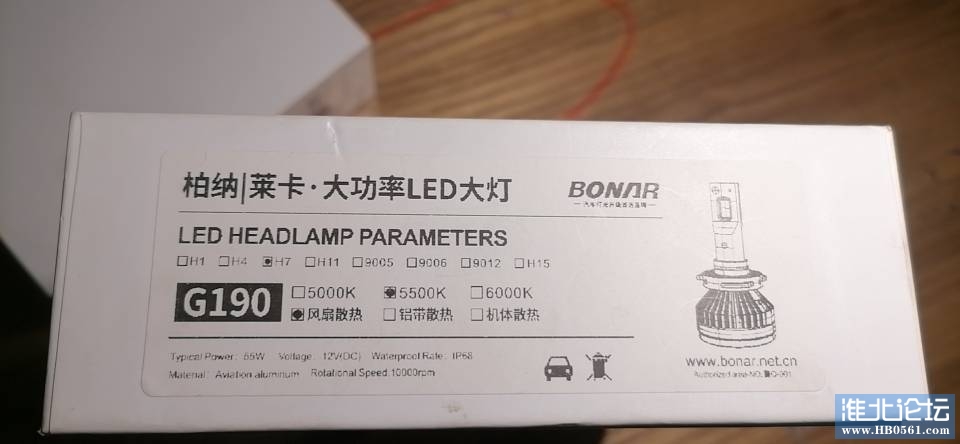 柏纳|莱卡·大功率LED大灯
BONAR
LED HEADLAMP PARAMETERS
H1 H4 H7 H11 9005 9006 9012 H15
G190
5000K 5500K 6000K
风扇散热 铝带散热 机体散热
Typical Power: 55W Voltage: 12V(DC) Waterproof Rate: IP68
Material: Aviation aluminum Rotational Speed:10000rpm
www.bonar.net.cn
Authorized area-NO.
淮北论坛
www.HB0561.com